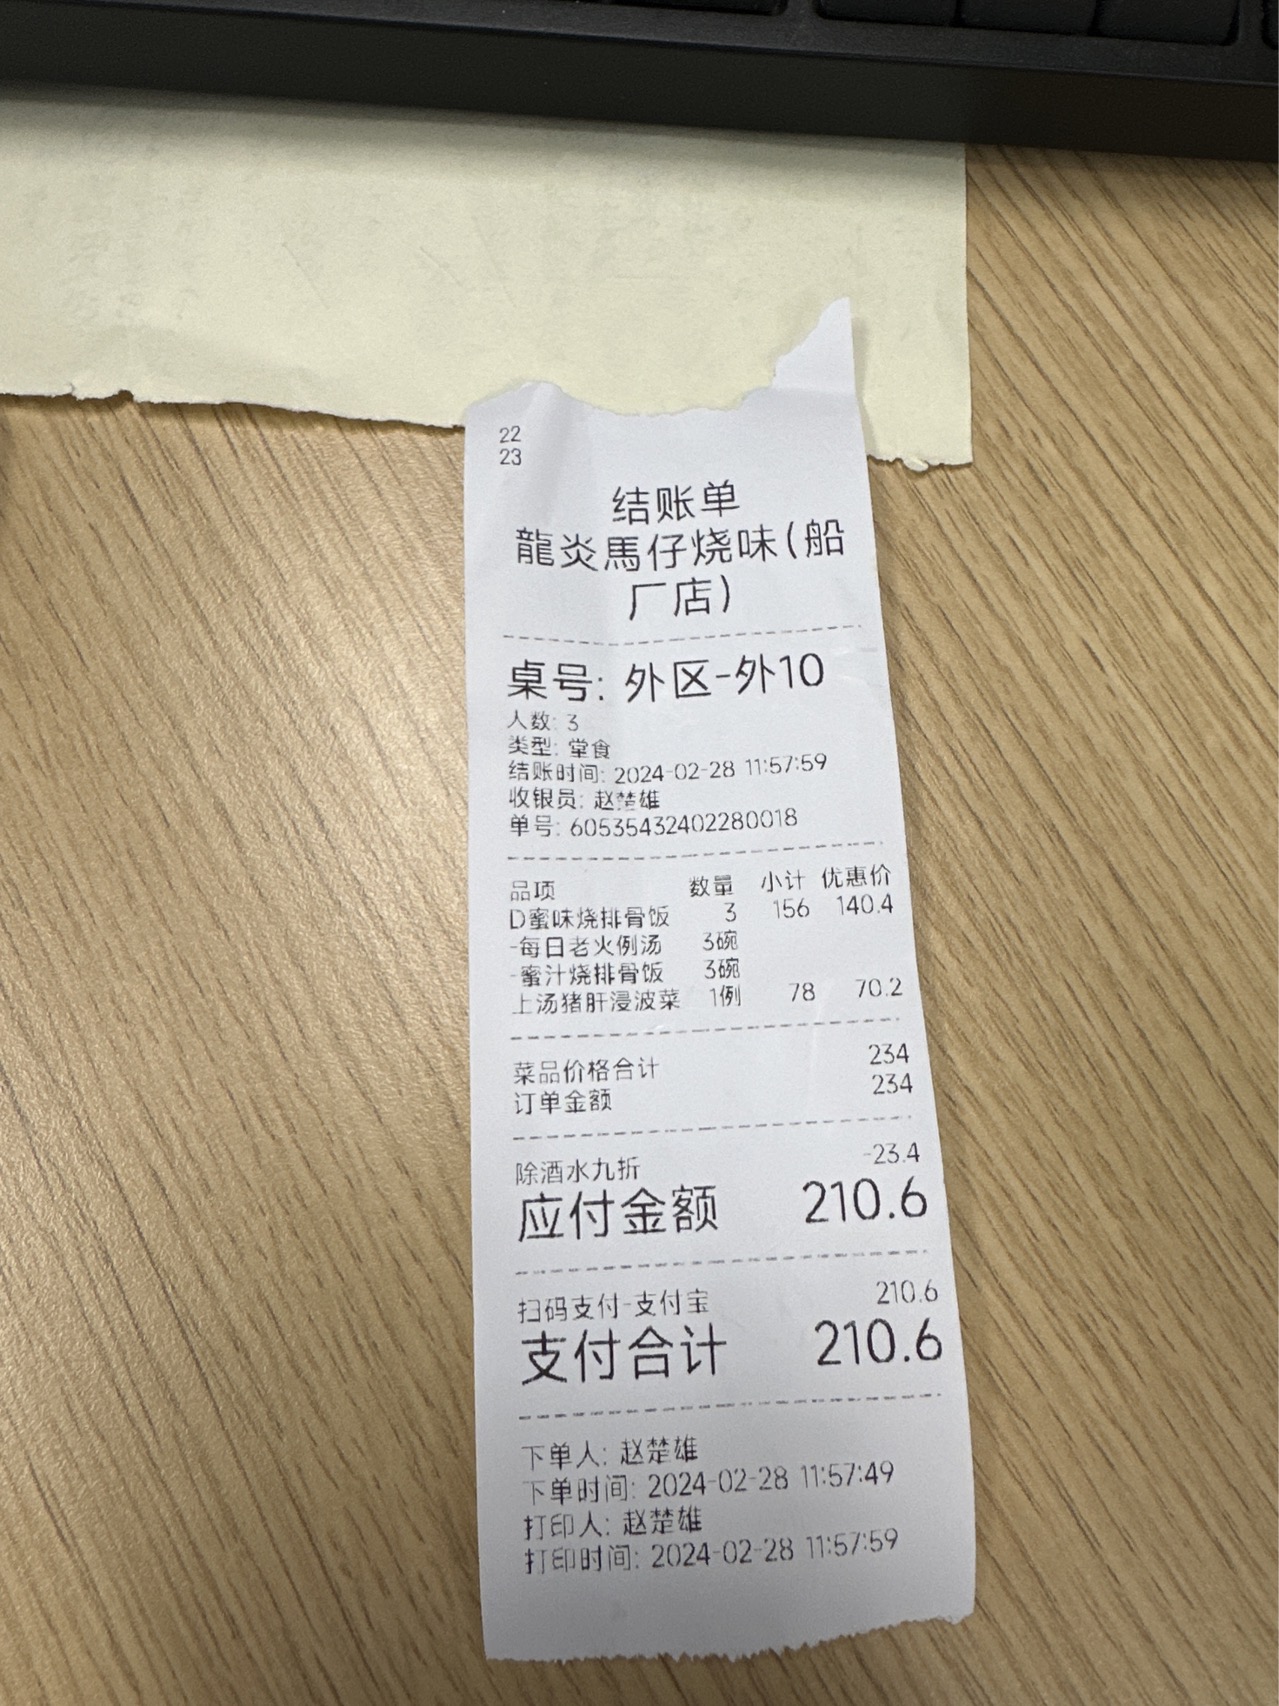 22
23
结账单
龍炎馬仔烧味(船
厂店)
桌号: 外区-外10
人数: 3
类型: 堂食
结账时间: 2024-02-28 11:57:59
收银员: 赵楚雄
单号: 60535432402280018
品项 数量 小计 优惠价
D蜜味烧排骨饭 3 156 140.4
-每日老火例汤 3碗
-蜜汁烧排骨饭 3碗
上汤猪肝浸波菜 1例 78 70.2
菜品价格合计 234
订单金额 234
除酒水九折 -23.4
应付金额 210.6
扫码支付-支付宝 210.6
支付合计 210.6
下单人: 赵楚雄
下单时间: 2024-02-28 11:57:49
打印人: 赵楚雄
打印时间: 2024-02-28 11:57:59